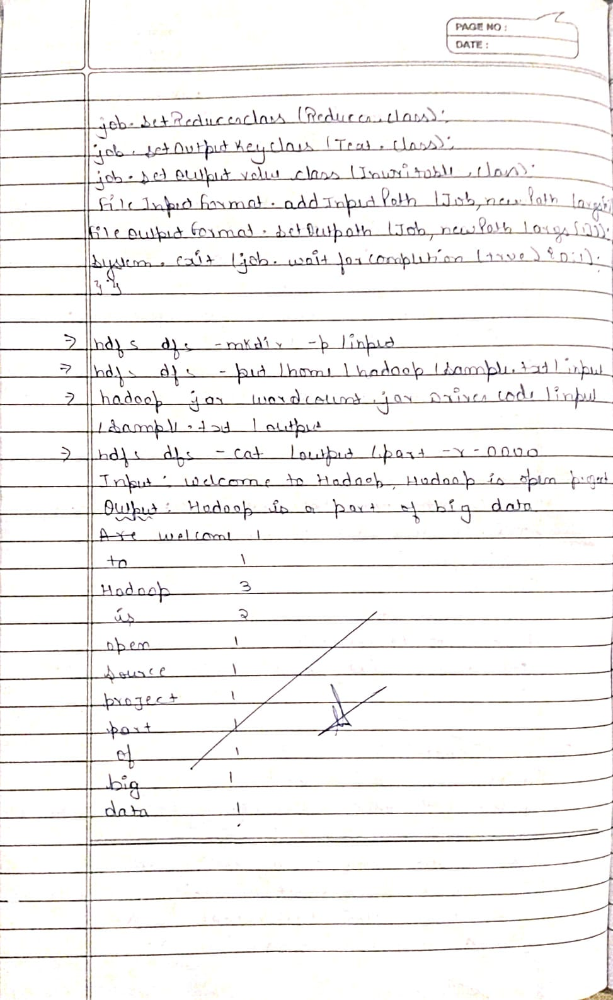 PAGE NO :
DATE :
job. set Reducerclass (Reducer.class);
job. set Output Key class (Text. class);
job. set output value class (Inwritable. class);
File Input Format. add Input Path (Job, new Path (args
file output format. set Outpath (Job, new Path (args [1]));
System. exit (job. wait for completion (true) ? 0:1);
}}
⇒ hdfs dfs -mkdir -p /input
⇒ hdfs dfs - put /home /hadoop /sample.txt /input
⇒ hadoop jar wordcount.jar Driver code /input
/sample.txt /output
⇒ hdfs dfs - cat /output /part -r-0000
Input : welcome to Hadoop, Hadoop is open
Output : Hadoop is a part of big data
Are welcome 1
to 1
Hadoop 3
is 2
open 1
source 1
project 1
part 1
of 1
big 1
data 1